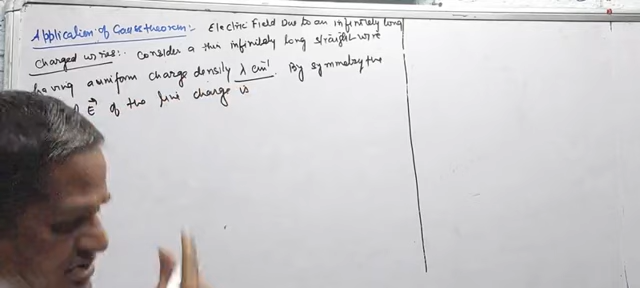 Application of Gauss theorem:- Electric Field Due to an infinitely long
charged wires:- Consider a thin infinitely long straight wire
having a uniform charge density λ cm⁻¹. By symmetry the
E⃗ of the line charge is